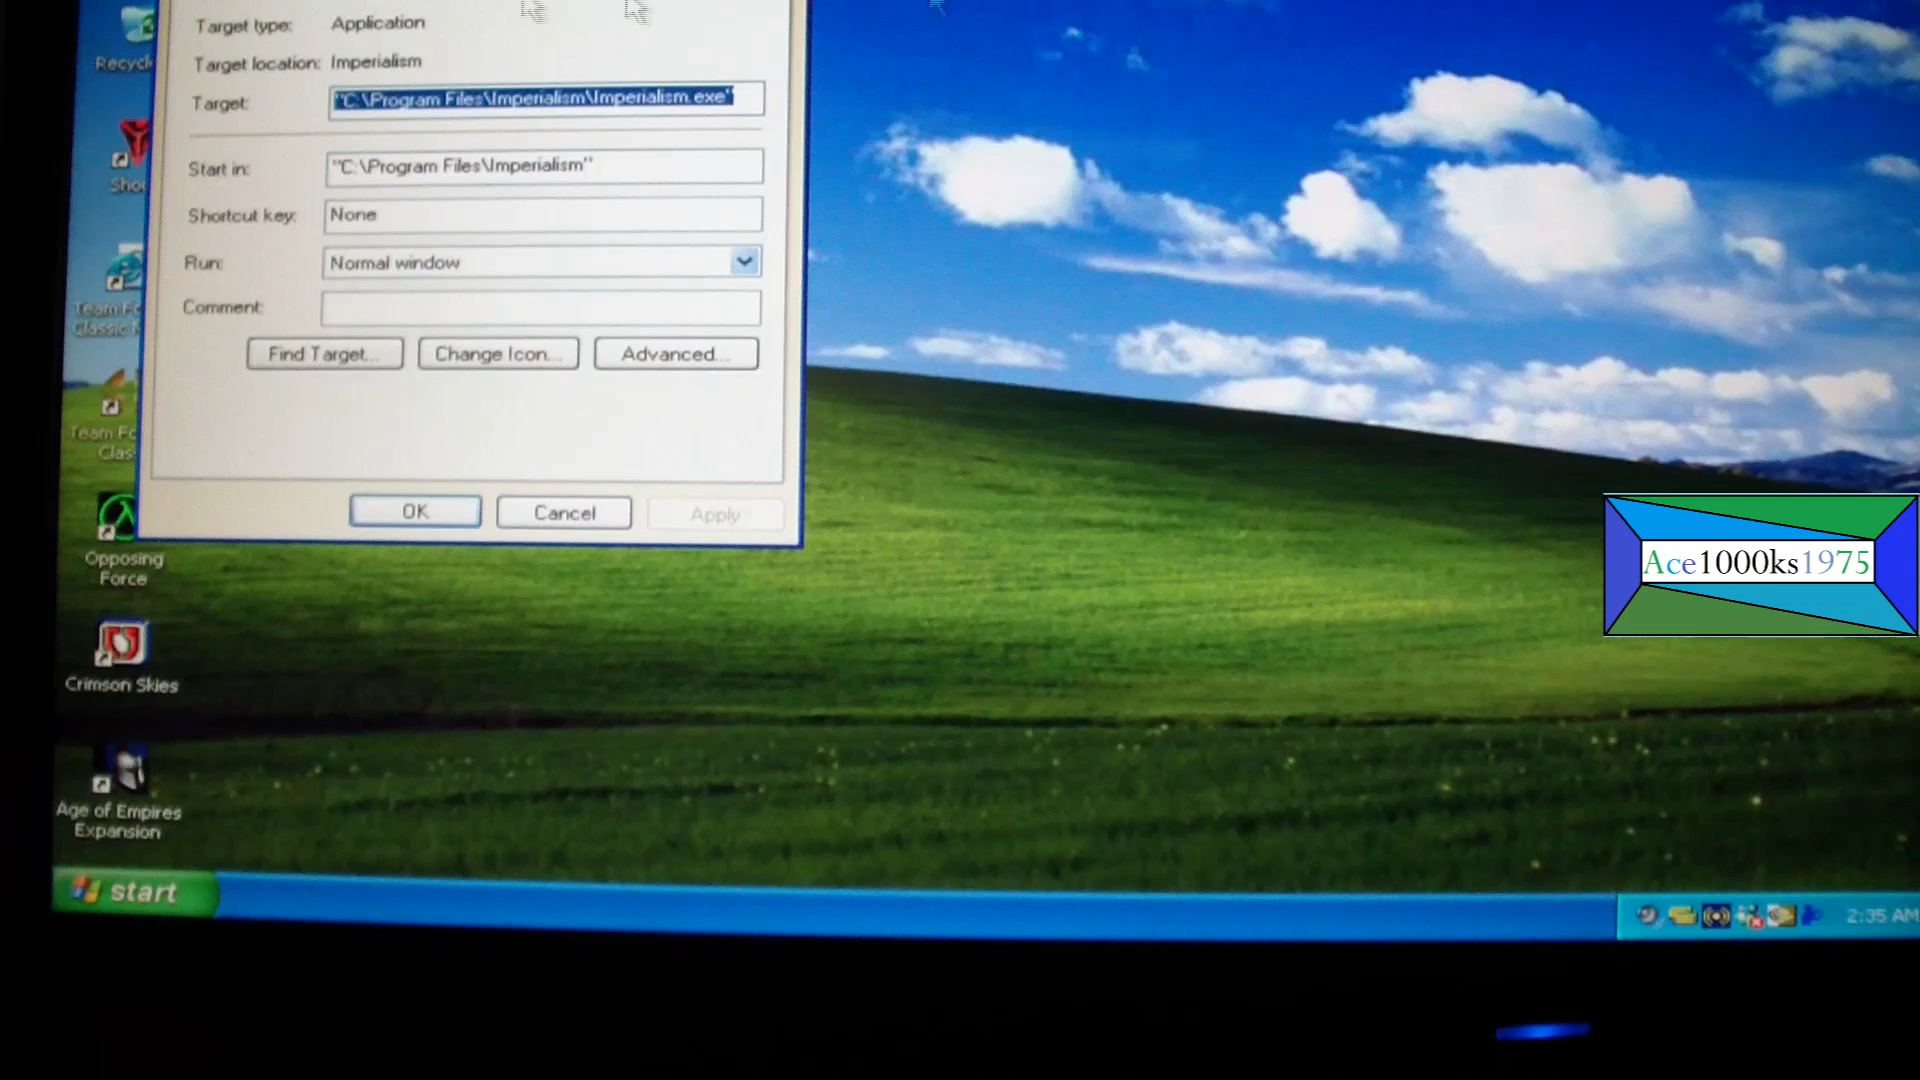 Target type: Application
Target location: Imperialism
Target: "C:\Program Files\Imperialism\Imperialism.exe"
Start in: "C:\Program Files\Imperialism"
Shortcut key: None
Run: Normal window
Comment:
Find Target... Change Icon... Advanced...
OK Cancel Apply
Recycle
Shou
Team Fo
Classic
Team Fo
Clas
Opposing
Force
Crimson Skies
Age of Empires
Expansion
Ace1000ks1975
start
2:35 AM